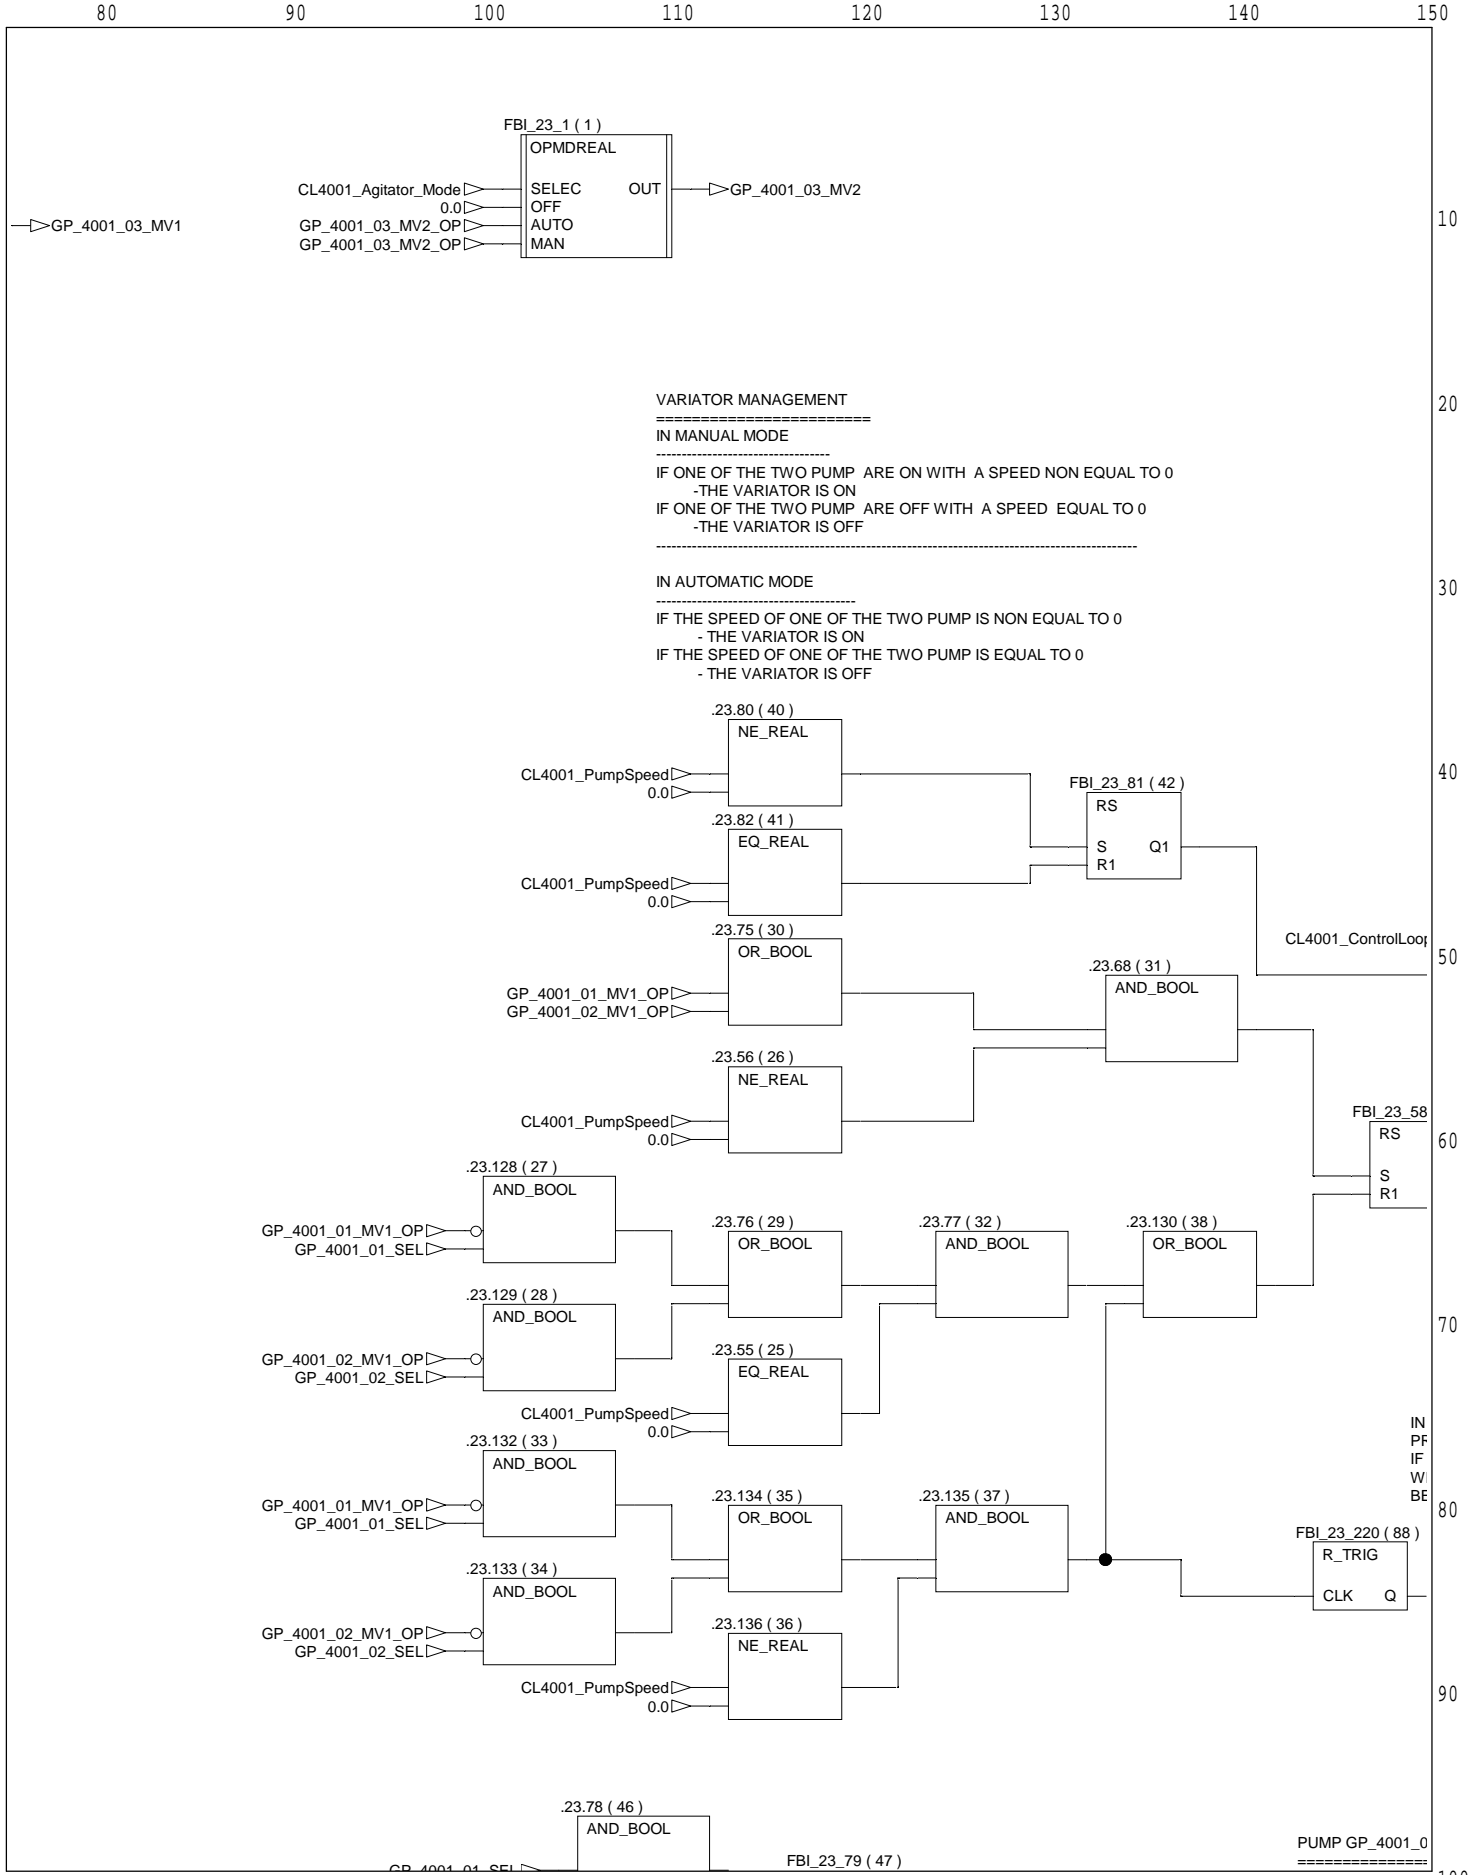 80 90 100 110 120 130 140 150
FBI_23_1 ( 1 )
OPMDREAL
CL4001_Agitator_Mode SELEC OUT GP_4001_03_MV2
0.0 OFF
10
GP_4001_03_MV1 GP_4001_03_MV2_OP AUTO
GP_4001_03_MV2_OP MAN
20
VARIATOR MANAGEMENT
========================
IN MANUAL MODE
----------------------------------
IF ONE OF THE TWO PUMP ARE ON WITH A SPEED NON EQUAL TO 0
-THE VARIATOR IS ON
IF ONE OF THE TWO PUMP ARE OFF WITH A SPEED EQUAL TO 0
-THE VARIATOR IS OFF
----------------------------------------------------------------------------------------------
IN AUTOMATIC MODE
30
---------------------------------------
IF THE SPEED OF ONE OF THE TWO PUMP IS NON EQUAL TO 0
- THE VARIATOR IS ON
IF THE SPEED OF ONE OF THE TWO PUMP IS EQUAL TO 0
- THE VARIATOR IS OFF
.23.80 ( 40 )
NE_REAL
CL4001_PumpSpeed
0.0
40
FBI_23_81 ( 42 )
RS
S Q1
R1
.23.82 ( 41 )
EQ_REAL
CL4001_PumpSpeed
0.0
.23.75 ( 30 )
OR_BOOL
GP_4001_01_MV1_OP
GP_4001_02_MV1_OP
CL4001_ControlLoop
50
.23.68 ( 31 )
AND_BOOL
.23.56 ( 26 )
NE_REAL
CL4001_PumpSpeed
0.0
FBI_23_58
RS
S
R1
60
.23.128 ( 27 )
AND_BOOL
GP_4001_01_MV1_OP
GP_4001_01_SEL
.23.76 ( 29 )
OR_BOOL
.23.77 ( 32 )
AND_BOOL
.23.130 ( 38 )
OR_BOOL
.23.129 ( 28 )
AND_BOOL
GP_4001_02_MV1_OP
GP_4001_02_SEL
70
.23.55 ( 25 )
EQ_REAL
CL4001_PumpSpeed
0.0
IN
PR
IF
BE
.23.132 ( 33 )
AND_BOOL
GP_4001_01_MV1_OP
GP_4001_01_SEL
.23.134 ( 35 )
OR_BOOL
.23.135 ( 37 )
AND_BOOL
80
FBI_23_220 ( 88 )
R_TRIG
CLK Q
.23.133 ( 34 )
AND_BOOL
GP_4001_02_MV1_OP
GP_4001_02_SEL
.23.136 ( 36 )
NE_REAL
CL4001_PumpSpeed
0.0
90
.23.78 ( 46 )
AND_BOOL
GP_4001_01_SEL
FBI_23_79 ( 47 )
PUMP GP_4001_0
===============